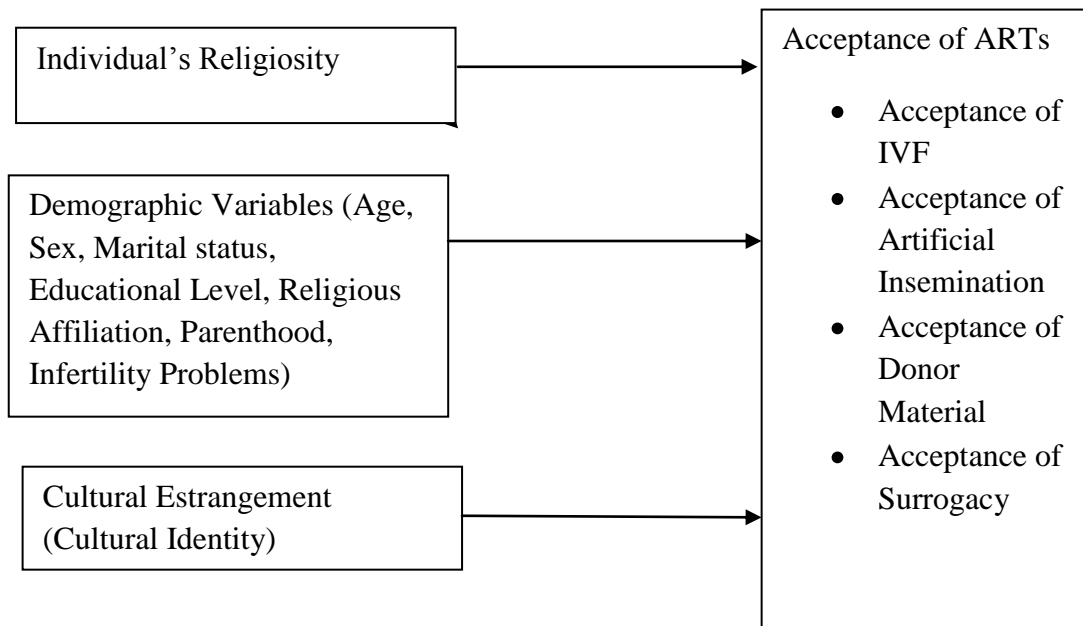 Individual’s Religiosity
Demographic Variables (Age,
Sex, Marital status,
Educational Level, Religious
Affiliation, Parenthood,
Infertility Problems)
Cultural Estrangement
(Cultural Identity)
Acceptance of ARTs
● Acceptance of
IVF
● Acceptance of
Artificial
Insemination
● Acceptance of
Donor
Material
● Acceptance of
Surrogacy